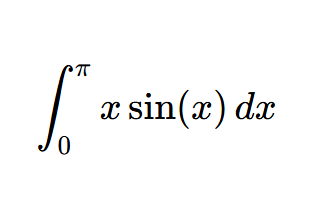 ∫₀^π x sin(x) dx